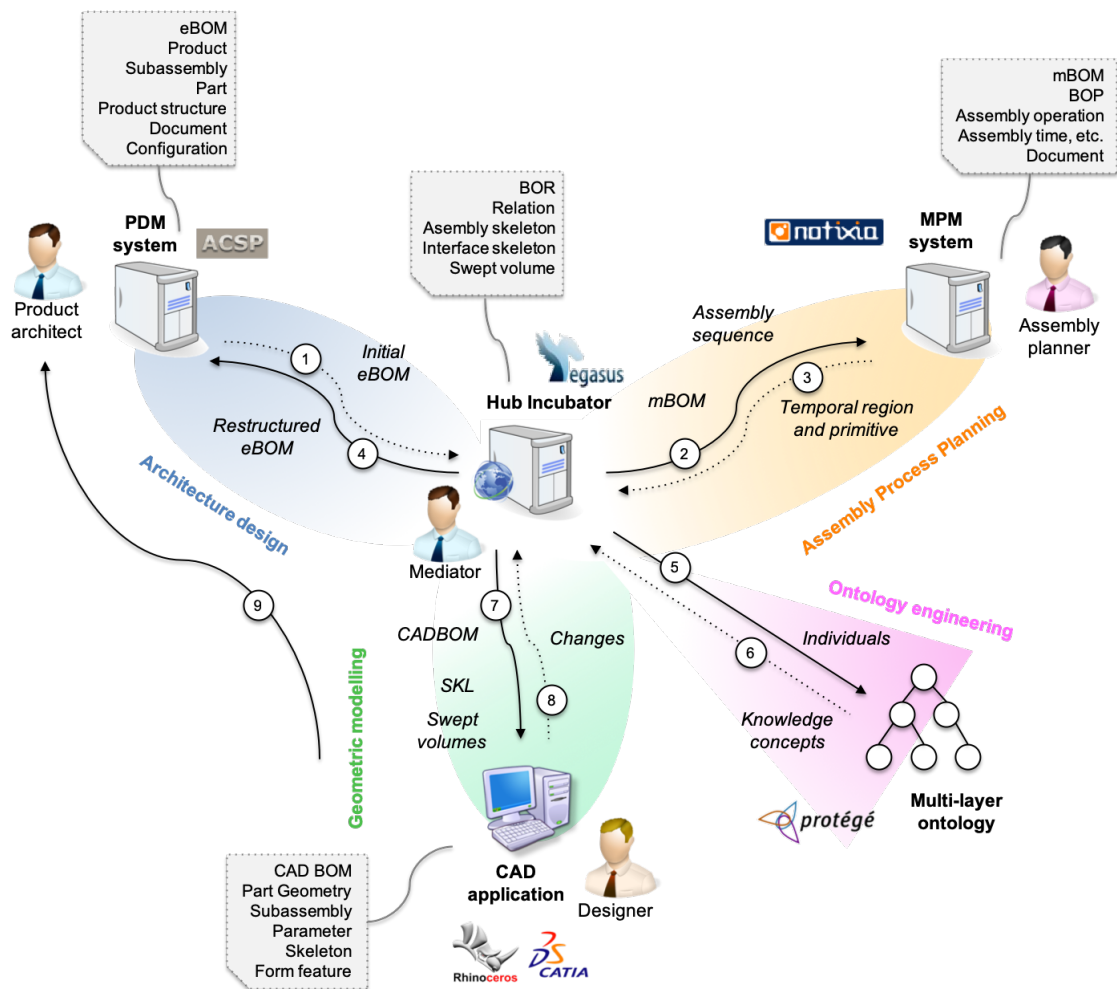 eBOM
Product
Subassembly
Part
Product structure
Document
Configuration
mBOM
BOP
Assembly operation
Assembly time, etc.
Document
BOR
Relation
Asembly skeleton
Interface skeleton
Swept volume
PDM
system
ACSP
notixia
MPM
system
Product
architect
Assembly
planner
1
Initial
eBOM
Pegasus
Hub Incubator
Assembly
sequence
3
mBOM
Temporal region
and primitive
Restructured
eBOM
4
2
Architecture design
Assembly Process Planning
Mediator
5
Ontology engineering
9
7
CADBOM
Changes
Individuals
6
SKL
8
Swept
volumes
Knowledge
concepts
Geometric modelling
protégé
Multi-layer
ontology
CAD BOM
Part Geometry
Subassembly
Parameter
Skeleton
Form feature
CAD
application
Designer
Rhinoceros
DS
CATIA